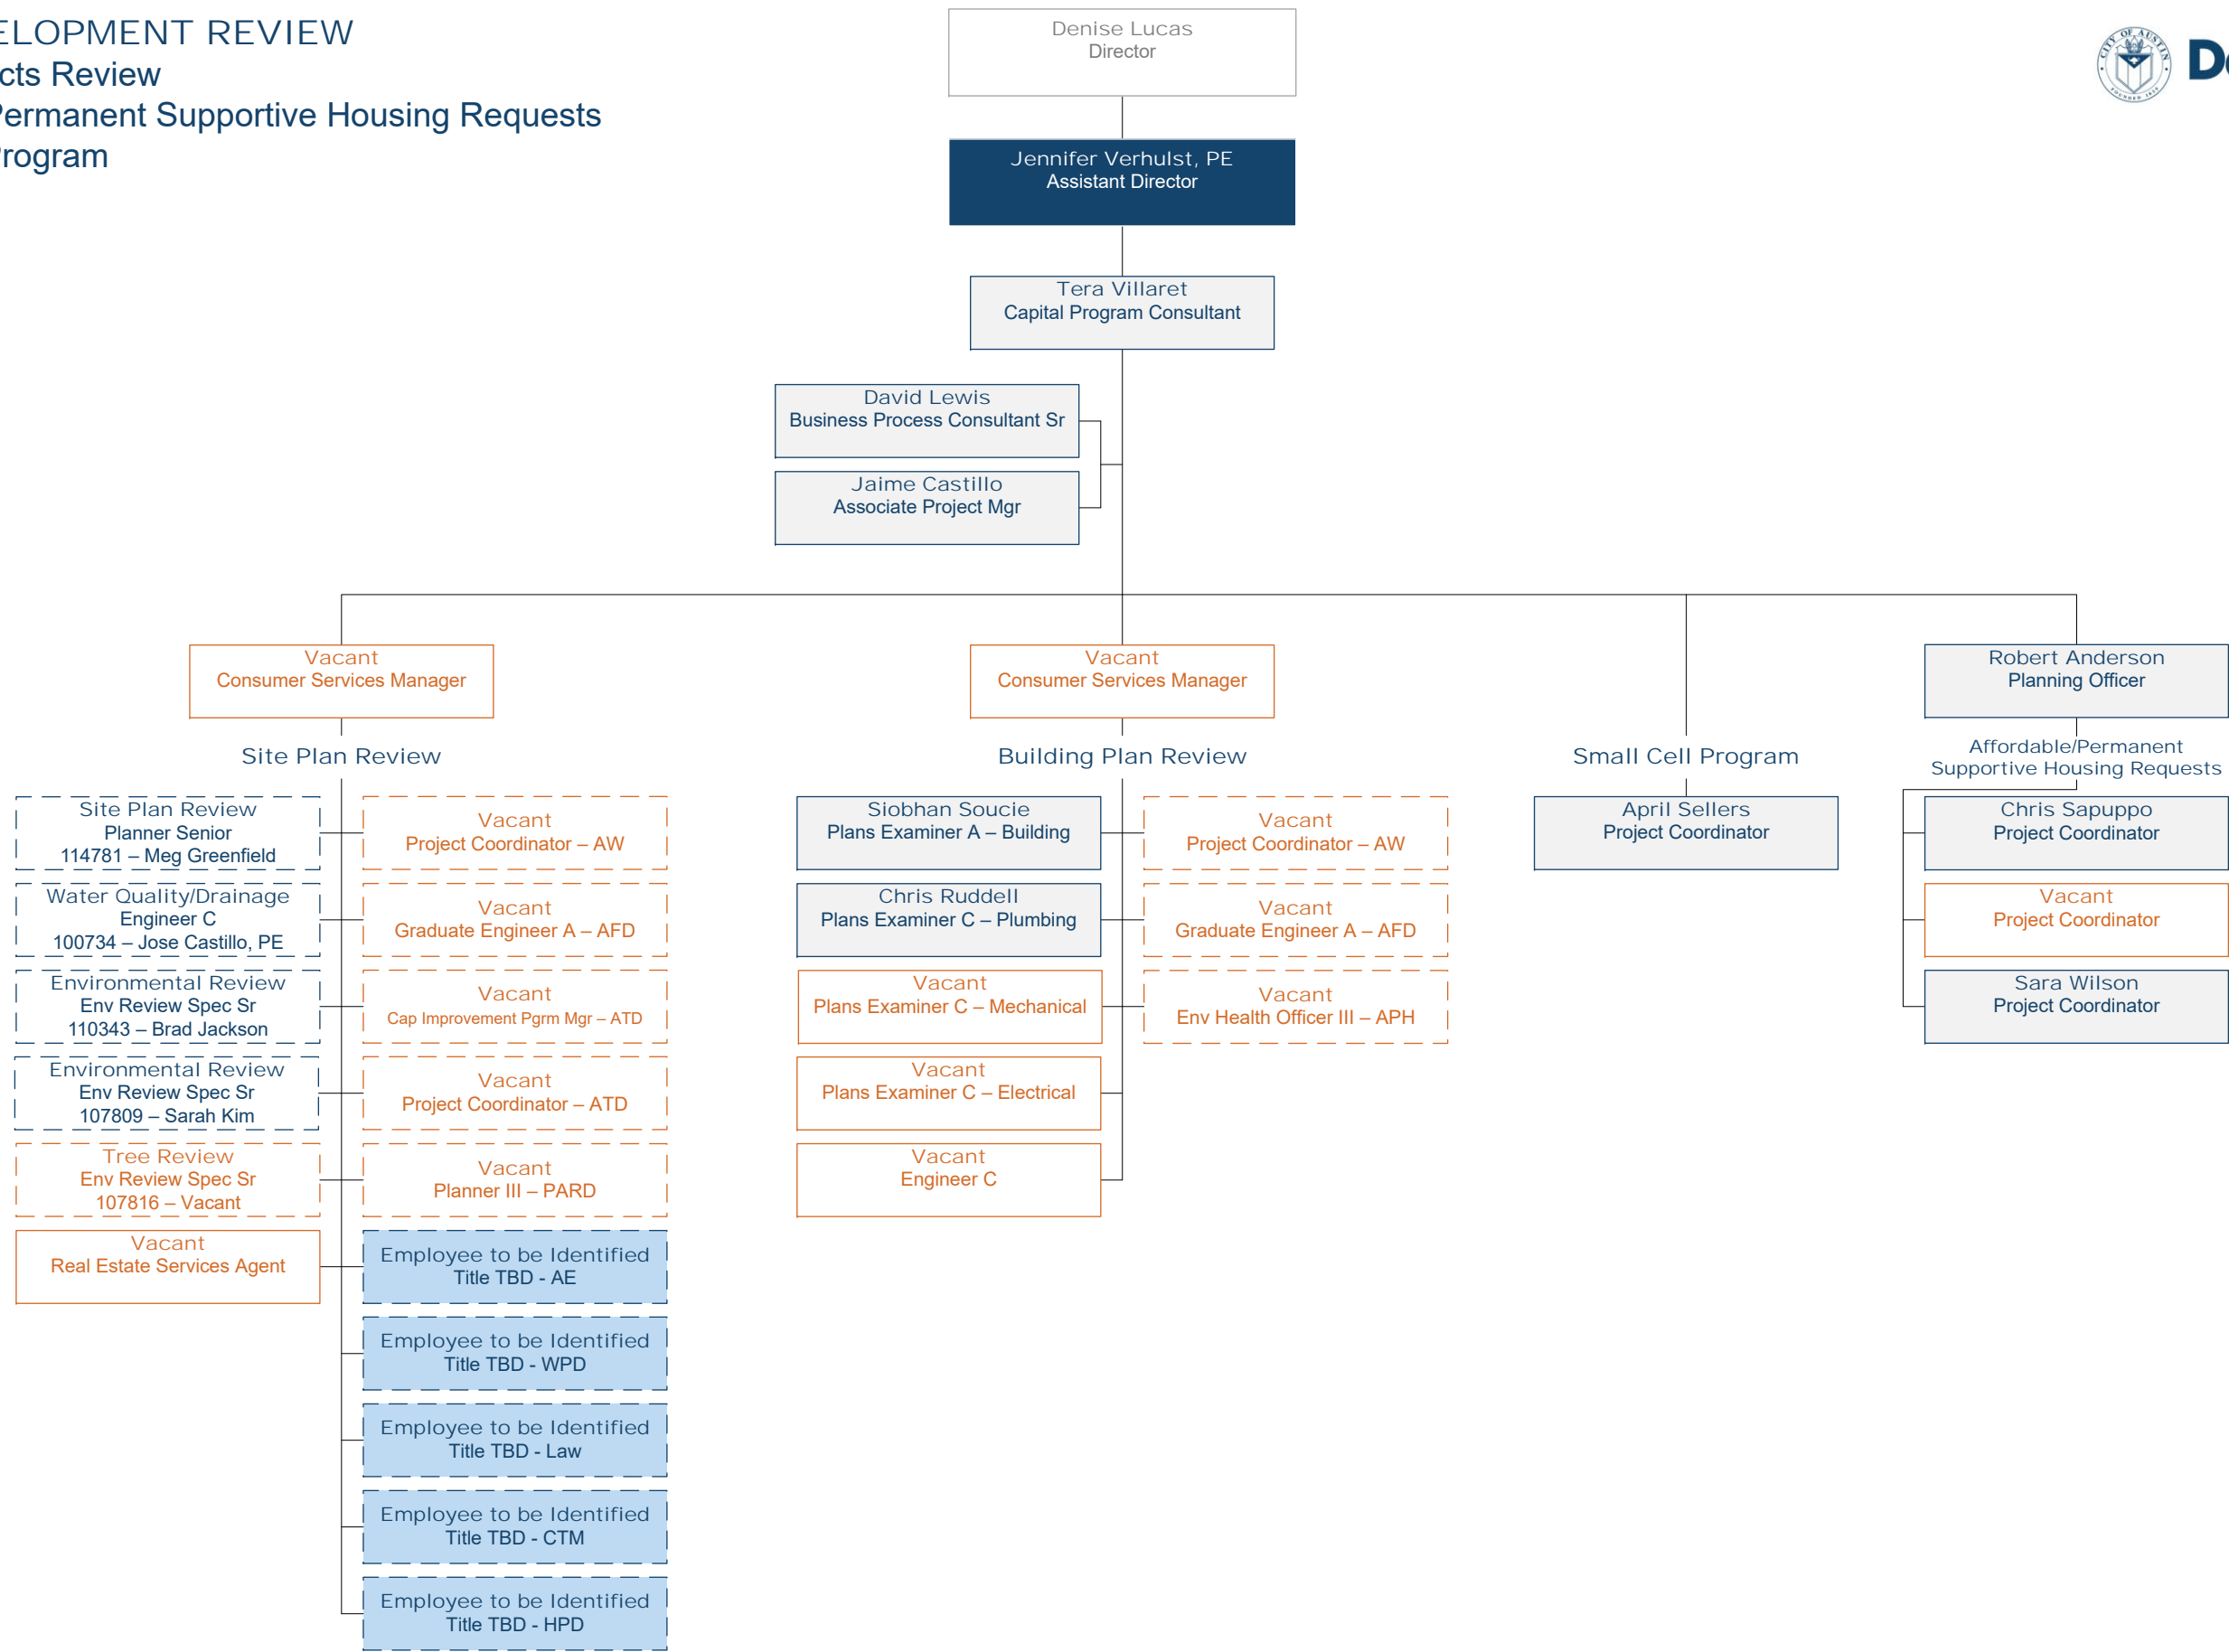 ELOPMENT REVIEW
cts Review
Permanent Supportive Housing Requests
Program
Denise Lucas
Director
CITY OF AUSTIN
FOUNDED 1839
De
Jennifer Verhulst, PE
Assistant Director
Tera Villaret
Capital Program Consultant
David Lewis
Business Process Consultant Sr
Jaime Castillo
Associate Project Mgr
Vacant
Consumer Services Manager
Site Plan Review
Site Plan Review
Planner Senior
114781 – Meg Greenfield
Water Quality/Drainage
Engineer C
100734 – Jose Castillo, PE
Environmental Review
Env Review Spec Sr
110343 – Brad Jackson
Environmental Review
Env Review Spec Sr
107809 – Sarah Kim
Tree Review
Env Review Spec Sr
107816 – Vacant
Vacant
Real Estate Services Agent
Vacant
Project Coordinator – AW
Vacant
Graduate Engineer A – AFD
Vacant
Cap Improvement Pgrm Mgr – ATD
Vacant
Project Coordinator – ATD
Vacant
Planner III – PARD
Employee to be Identified
Title TBD - AE
Employee to be Identified
Title TBD - WPD
Employee to be Identified
Title TBD - Law
Employee to be Identified
Title TBD - CTM
Employee to be Identified
Title TBD - HPD
Vacant
Consumer Services Manager
Building Plan Review
Siobhan Soucie
Plans Examiner A – Building
Chris Ruddell
Plans Examiner C – Plumbing
Vacant
Plans Examiner C – Mechanical
Vacant
Plans Examiner C – Electrical
Vacant
Engineer C
Vacant
Project Coordinator – AW
Vacant
Graduate Engineer A – AFD
Vacant
Env Health Officer III – APH
Small Cell Program
April Sellers
Project Coordinator
Robert Anderson
Planning Officer
Affordable/Permanent
Supportive Housing Requests
Chris Sapuppo
Project Coordinator
Vacant
Project Coordinator
Sara Wilson
Project Coordinator